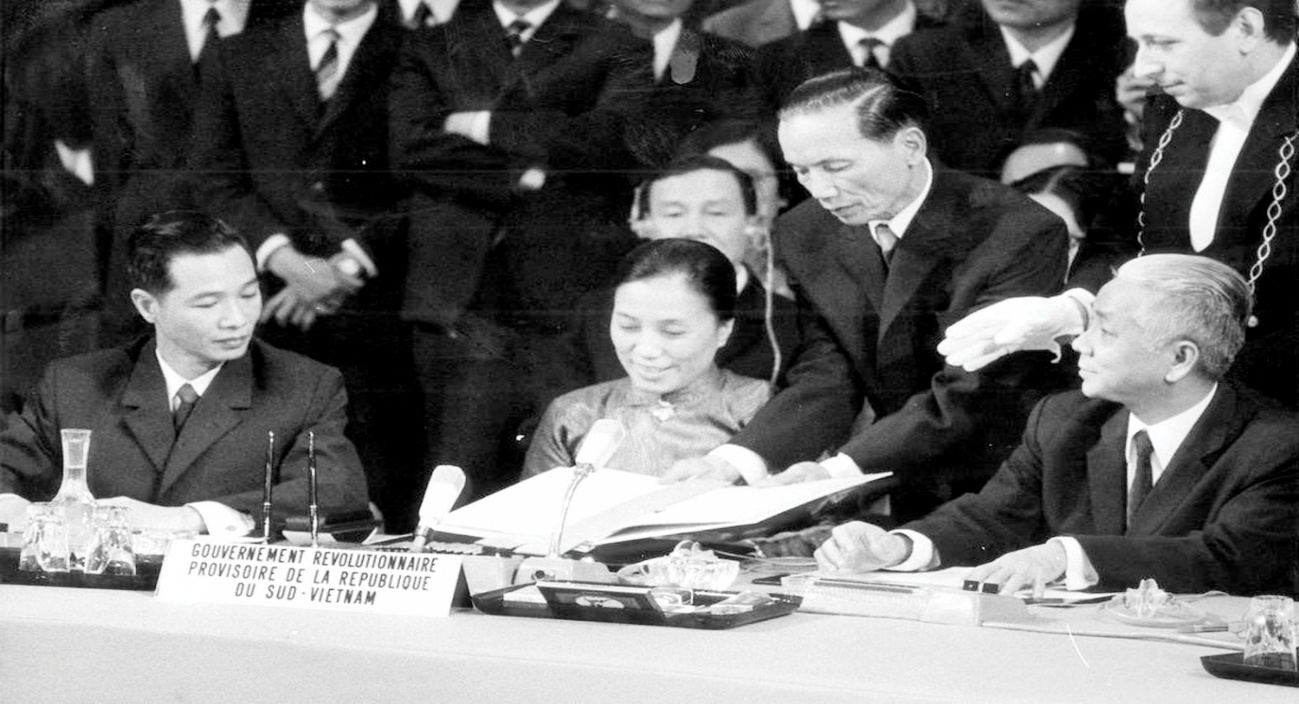 GOUVERNEMENT REVOLUTIONNAIRE
PROVISOIRE DE LA REPUBLIQUE
DU SUD-VIETNAM